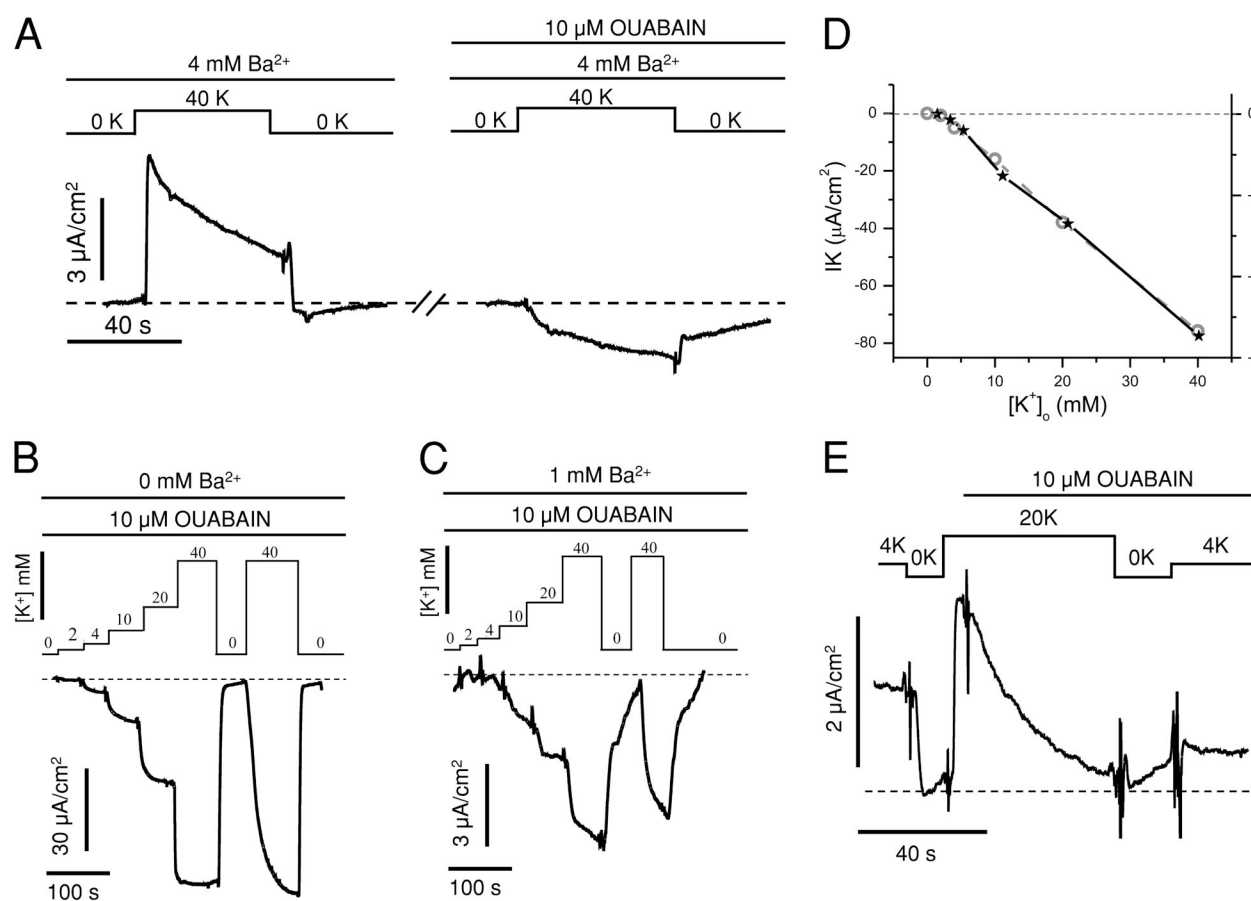 A
10 µM OUABAIN
4 mM Ba²⁺
4 mM Ba²⁺
0 K
40 K
0 K
0 K
40 K
0 K
3 µA/cm²
40 s
D
0
-20
-40
-60
-80
IK (µA/cm²)
0
10
20
30
40
[K⁺]ₒ (mM)
B
0 mM Ba²⁺
10 µM OUABAIN
[K⁺] mM
0
2
4
10
20
40
0
40
0
30 µA/cm²
100 s
C
1 mM Ba²⁺
10 µM OUABAIN
[K⁺] mM
0
2
4
10
20
40
0
40
0
3 µA/cm²
100 s
E
10 µM OUABAIN
4K
0K
20K
0K
4K
2 µA/cm²
40 s